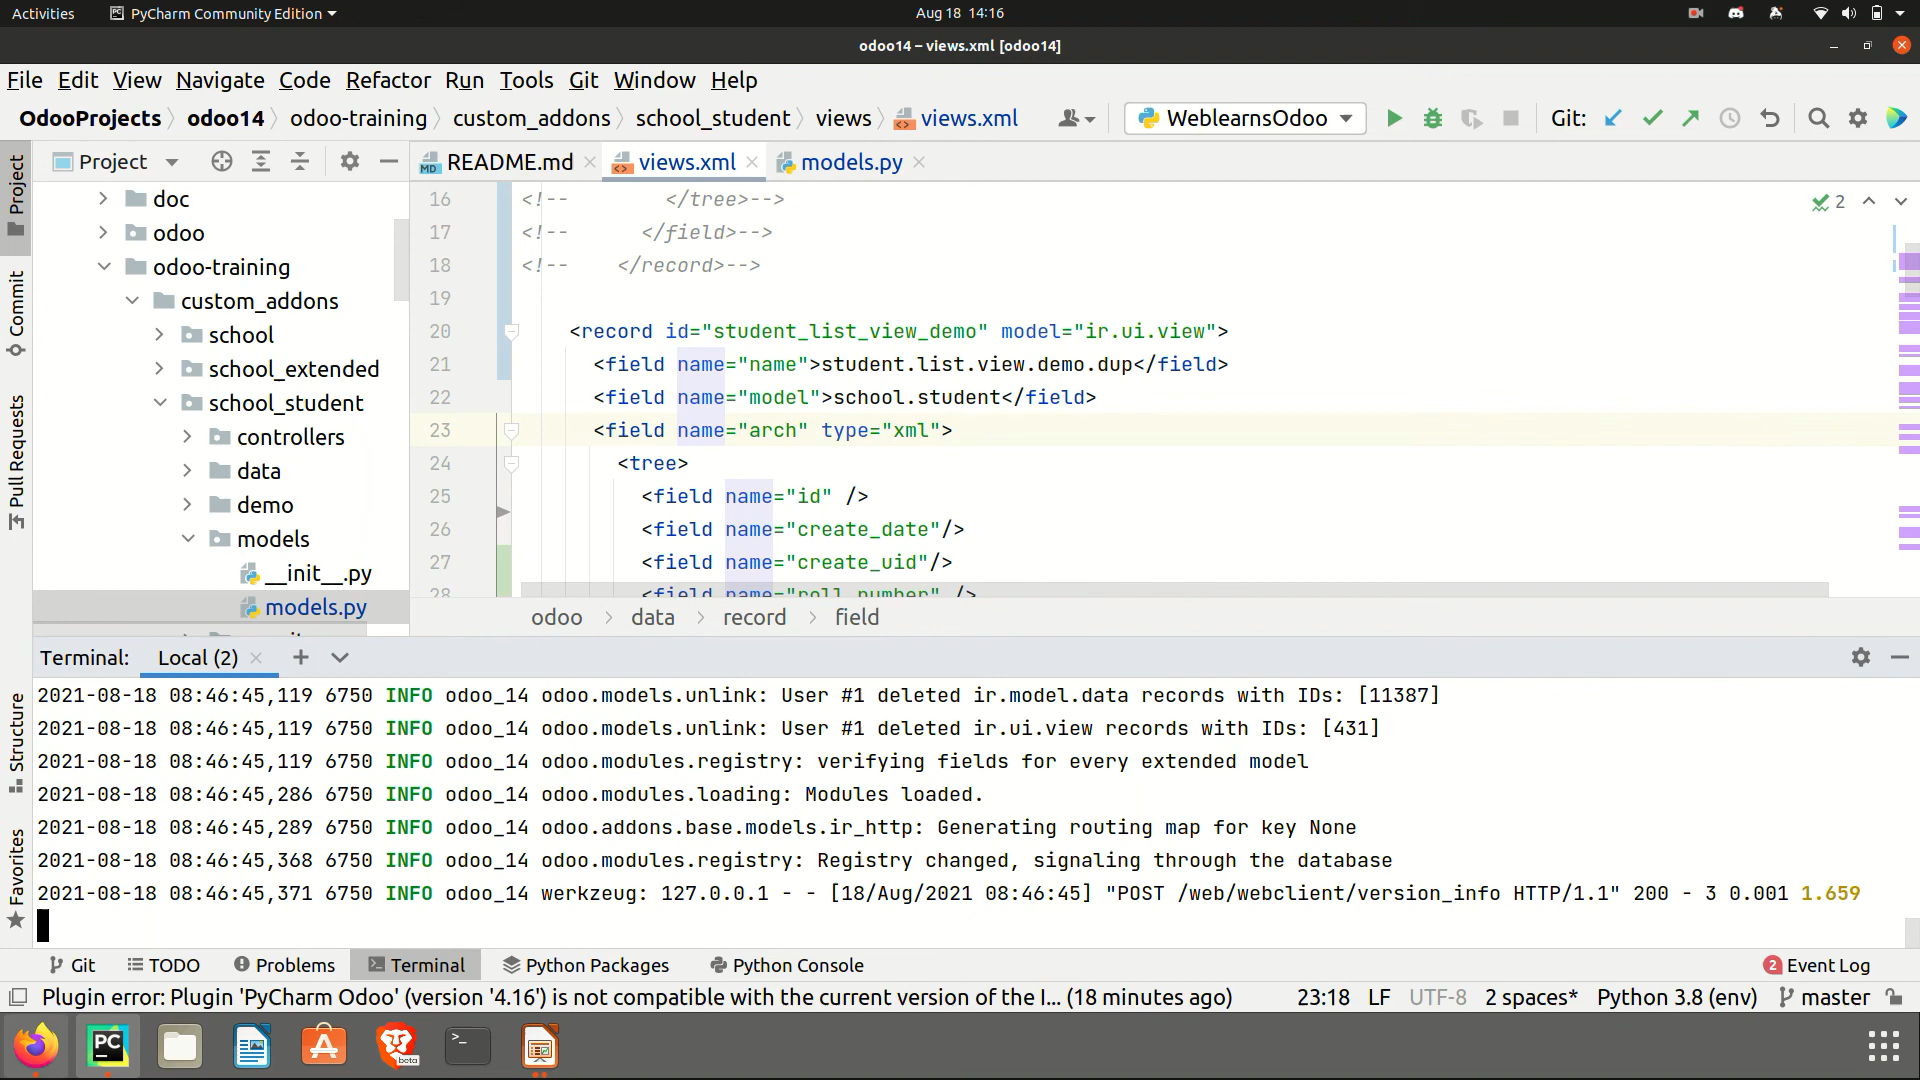 Activities PyCharm Community Edition Aug 18 14:16
odoo14 – views.xml [odoo14]
File Edit View Navigate Code Refactor Run Tools Git Window Help
OdooProjects odoo14 odoo-training custom_addons school_student views views.xml WeblearnsOdoo Git:
Project README.md views.xml models.py
doc
odoo
odoo-training
custom_addons
school
school_extended
school_student
controllers
data
demo
models
__init__.py
models.py
Project
Commit
Pull Requests
Structure
Favorites
16 <!--        </tree>-->
17 <!--      </field>-->
18 <!--    </record>-->
19
20 <record id="student_list_view_demo" model="ir.ui.view">
21 <field name="name">student.list.view.demo.dup</field>
22 <field name="model">school.student</field>
23 <field name="arch" type="xml">
24 <tree>
25 <field name="id" />
26 <field name="create_date"/>
27 <field name="create_uid"/>
28 <field name="roll_number" />
2
odoo data record field
Terminal: Local (2)
2021-08-18 08:46:45,119 6750 INFO odoo_14 odoo.models.unlink: User #1 deleted ir.model.data records with IDs: [11387]
2021-08-18 08:46:45,119 6750 INFO odoo_14 odoo.models.unlink: User #1 deleted ir.ui.view records with IDs: [431]
2021-08-18 08:46:45,119 6750 INFO odoo_14 odoo.modules.registry: verifying fields for every extended model
2021-08-18 08:46:45,286 6750 INFO odoo_14 odoo.modules.loading: Modules loaded.
2021-08-18 08:46:45,289 6750 INFO odoo_14 odoo.addons.base.models.ir_http: Generating routing map for key None
2021-08-18 08:46:45,368 6750 INFO odoo_14 odoo.modules.registry: Registry changed, signaling through the database
2021-08-18 08:46:45,371 6750 INFO odoo_14 werkzeug: 127.0.0.1 - - [18/Aug/2021 08:46:45] "POST /web/webclient/version_info HTTP/1.1" 200 - 3 0.001 1.659
Git TODO Problems Terminal Python Packages Python Console 2 Event Log
Plugin error: Plugin 'PyCharm Odoo' (version '4.16') is not compatible with the current version of the I... (18 minutes ago) 23:18 LF UTF-8 2 spaces* Python 3.8 (env) master